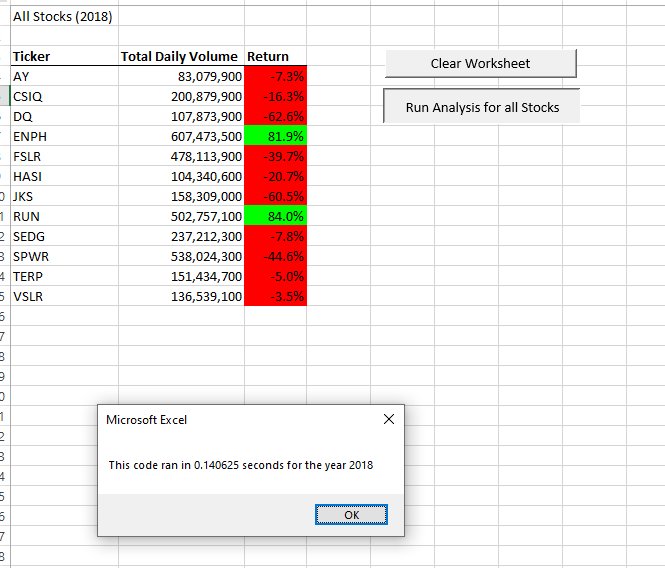 All Stocks (2018)
Ticker Total Daily Volume Return
AY 83,079,900 -7.3%
CSIQ 200,879,900 -16.3%
DQ 107,873,900 -62.6%
ENPH 607,473,500 81.9%
FSLR 478,113,900 -39.7%
HASI 104,340,600 -20.7%
JKS 158,309,000 -60.5%
RUN 502,757,100 84.0%
SEDG 237,212,300 -7.8%
SPWR 538,024,300 -44.6%
TERP 151,434,700 -5.0%
VSLR 136,539,100 -3.5%
Clear Worksheet
Run Analysis for all Stocks
Microsoft Excel
This code ran in 0.140625 seconds for the year 2018
OK